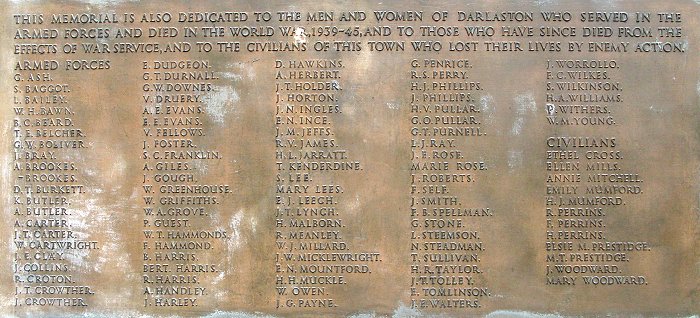 THIS MEMORIAL IS ALSO DEDICATED TO THE MEN AND WOMEN OF DARLASTON WHO SERVED IN THE
ARMED FORCES AND DIED IN THE WORLD WAR, 1939-45, AND TO THOSE WHO HAVE SINCE DIED FROM THE
EFFECTS OF WAR SERVICE, AND TO THE CIVILIANS OF THIS TOWN WHO LOST THEIR LIVES BY ENEMY ACTION.
ARMED FORCES
G. ASH.
S. BAGGOT.
L. BAILEY.
W. H. BAWN.
B. C. BEARD.
T. E. BELCHER.
G. W. BOLIVER.
J. BRAY.
A. BROOKES.
T. BROOKES.
D. T. BURKETT.
K. BUTLER.
A. BUTLER.
A. CARTER.
J. T. CARTER.
W. CARTWRIGHT.
J. E. CLAY.
J. COLLINS.
R. CROTON.
J. T. CROWTHER.
J. CROWTHER.
E. DUDGEON.
G. T. DURNALL.
G. W. DOWNES.
V. DRUERY.
A. E. EVANS.
E. E. EVANS.
V. FELLOWS.
J. FOSTER.
S. C. FRANKLIN.
A. GILES.
J. GOUGH.
W. GREENHOUSE.
W. GRIFFITHS.
W. A. GROVE.
P. GUEST.
W. T. HAMMONDS.
F. HAMMOND.
B. HARRIS.
BERT. HARRIS.
R. HARRIS.
A. HANDLEY.
J. HARLEY.
D. HAWKINS.
A. HERBERT.
J. T. HOLDER.
J. HORTON.
J. N. INGLES.
E. N. INCE.
J. M. JEFFS.
R. V. JAMES.
H. L. JARRATT.
T. KENDERDINE.
S. LEE.
MARY LEES.
E. J. LEECH.
J. T. LYNCH.
H. MALBORN.
R. MEANLEY.
W. J. MILLARD.
J. W. MICKLEWRIGHT.
E. N. MOUNTFORD.
H. H. MUCKLE.
W. OWEN.
J. G. PAYNE.
G. PENRICE.
R. S. PERRY.
H. J. PHILLIPS.
J. PHILLIPS.
H. V. PULLAR.
G. O. PULLAR.
G. T. PURNELL.
L. J. RAY.
J. E. ROSE.
MARIE ROSE.
J. ROBERTS.
F. SELF.
J. SMITH.
F. B. SPELLMAN.
G. STONE.
L. STEEMSON.
N. STEADMAN.
T. SULLIVAN.
H. R. TAYLOR.
J. T. TOLLEY.
E. TOMLINSON.
J. E. WALTERS.
J. WORROLLO.
E. C. WILKES.
S. WILKINSON.
H. A. WILLIAMS.
P. WITHERS.
W. M. YOUNG.
CIVILIANS
ETHEL CROSS.
ELLEN MILLS.
ANNIE MITCHELL.
EMILY MUMFORD.
H. J. MUMFORD.
R. PERRINS.
F. PERRINS.
H. PERRINS.
ELSIE M. PRESTIDGE.
M. T. PRESTIDGE.
J. WOODWARD.
MARY WOODWARD.